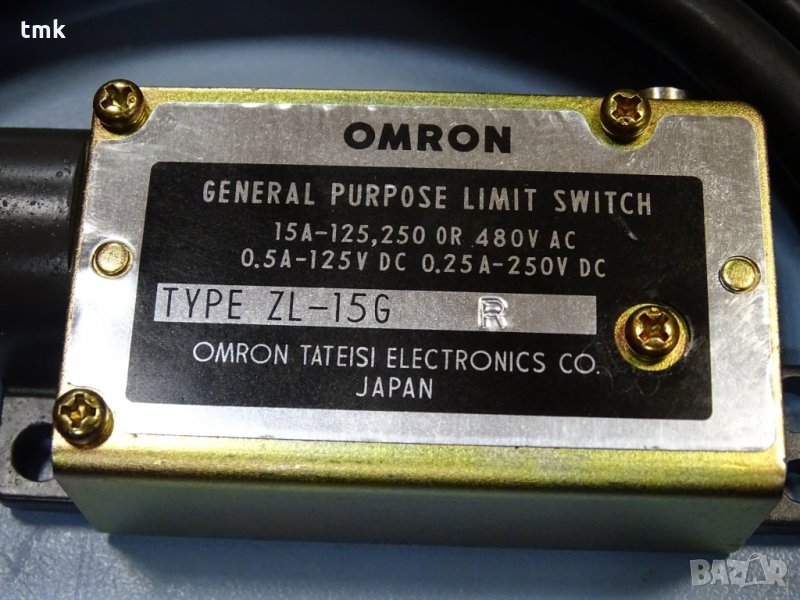 tmk
OMRON
GENERAL PURPOSE LIMIT SWITCH
15A-125,250 OR 480V AC
0.5A-125V DC 0.25A-250V DC
TYPE ZL-15G R
OMRON TATEISI ELECTRONICS CO.
JAPAN
BAZAR